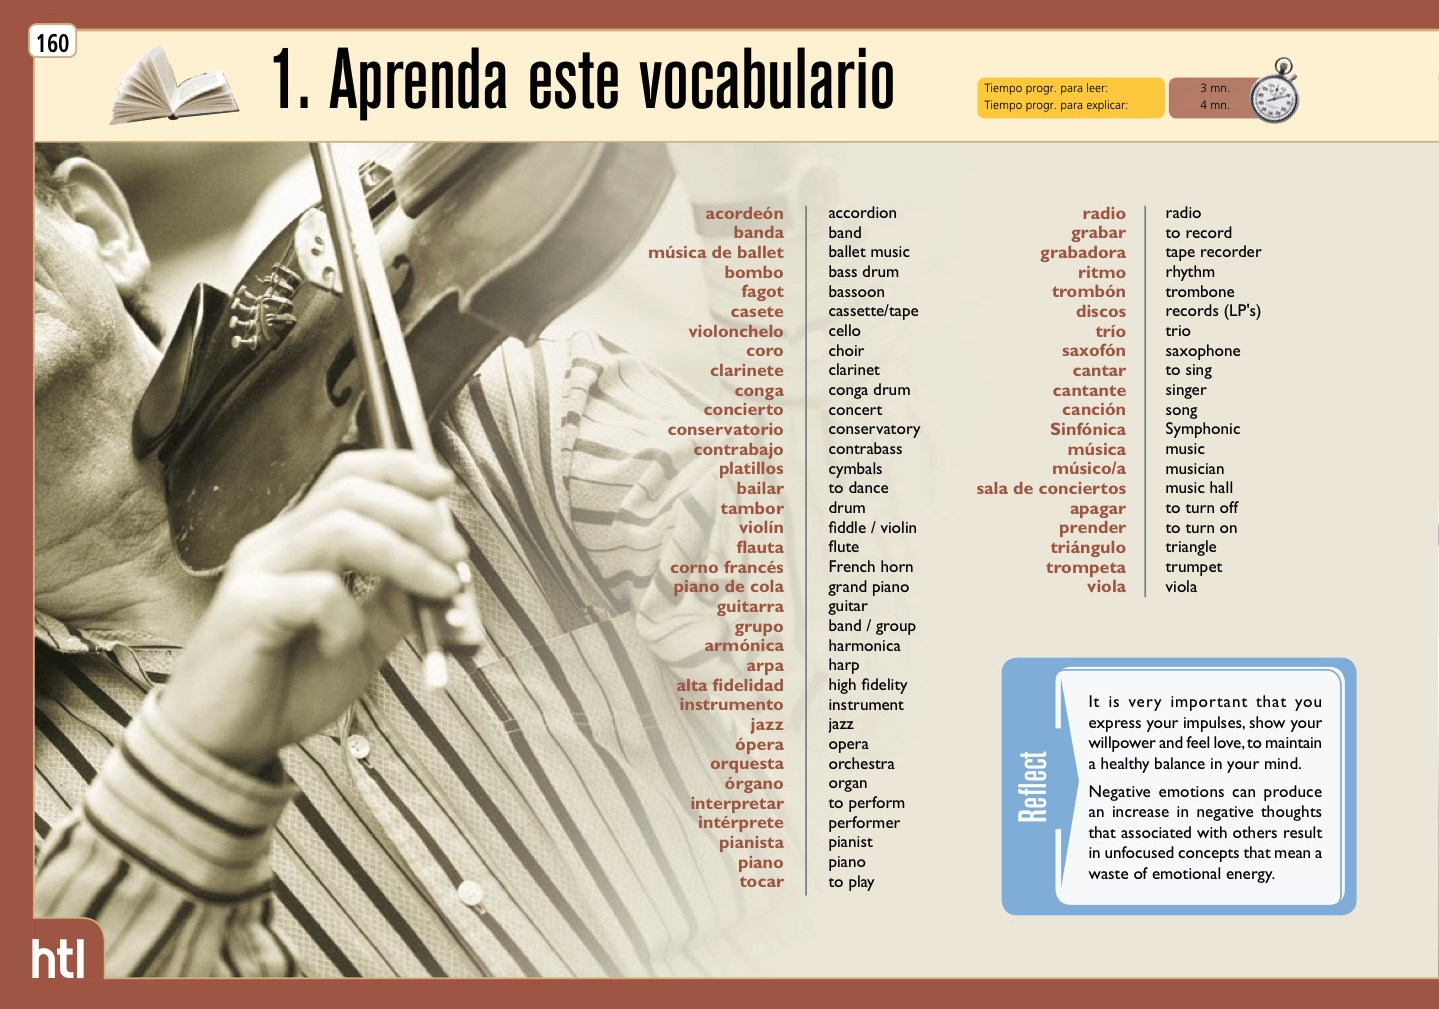 160
1. Aprenda este vocabulario
Tiempo progr. para leer: 3 mn.
Tiempo progr. para explicar: 4 mn.
acordeón accordion
banda band
música de ballet ballet music
bombo bass drum
fagot bassoon
casete cassette/tape
violonchelo cello
coro choir
clarinete clarinet
conga conga drum
concierto concert
conservatorio conservatory
contrabajo contrabass
platillos cymbals
bailar to dance
tambor drum
violín fiddle / violin
flauta flute
corno francés French horn
piano de cola grand piano
guitarra guitar
grupo band / group
armónica harmonica
arpa harp
alta fidelidad high fidelity
instrumento instrument
jazz jazz
ópera opera
orquesta orchestra
órgano organ
interpretar to perform
intérprete performer
pianista pianist
piano piano
tocar to play
radio radio
grabar to record
grabadora tape recorder
ritmo rhythm
trombón trombone
discos records (LP's)
trío trio
saxofón saxophone
cantar to sing
cantante singer
canción song
Sinfónica Symphonic
música music
músico/a musician
sala de conciertos music hall
apagar to turn off
prender to turn on
triángulo triangle
trompeta trumpet
viola viola
Reflect
It is very important that you
express your impulses, show your
willpower and feel love, to maintain
a healthy balance in your mind.
Negative emotions can produce
an increase in negative thoughts
that associated with others result
in unfocused concepts that mean a
waste of emotional energy.
htl